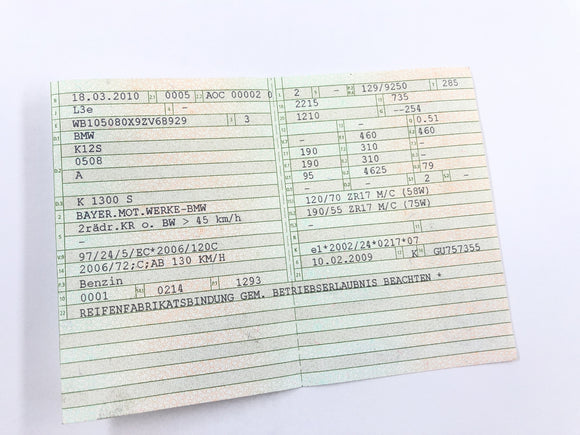 18.03.2010 0005 AOC 00002 0
L3e -
WB105080X9ZV68929 3
BMW
K12S
0508
A
K 1300 S
BAYER.MOT.WERKE-BMW
2rädr.KR o. BW > 45 km/h
-
97/24/5/EC*2006/120C
2006/72;C;AB 130 KM/H
Benzin
0001 0214 1293
REIFENFABRIKATSBINDUNG GEM. BETRIEBSERLAUBNIS BEACHTEN *
2 - 129/9250 285
2215 735
1210 --254
- - 0.51
- 460 460
190 310 -
190 310 -
95 4625 79
- - 2 -
120/70 ZR17 M/C (58W)
190/55 ZR17 M/C (75W)
-
-
e1*2002/24*0217*07
10.02.2009 K GU757355